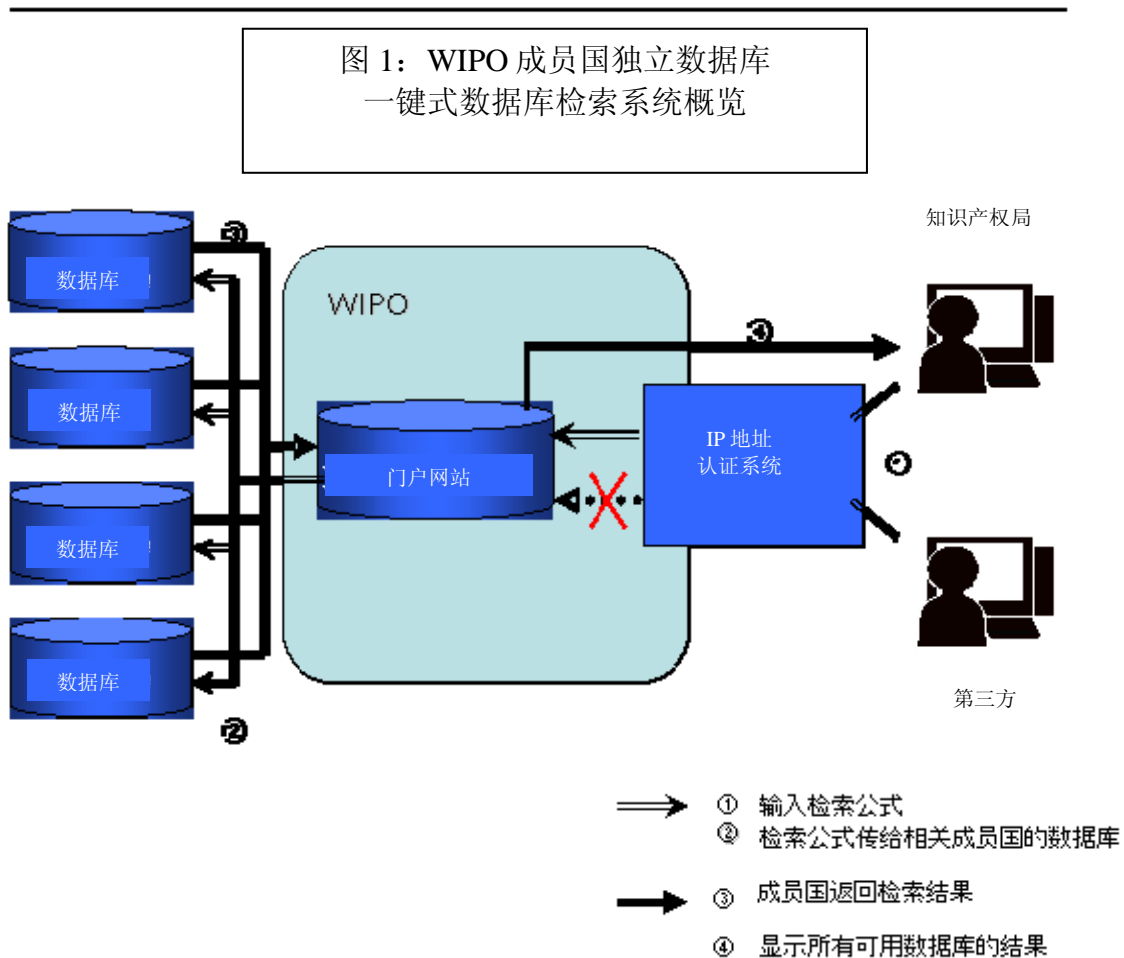 图 1：WIPO 成员国独立数据库
一键式数据库检索系统概览
知识产权局
③
数据库
WIPO
④
数据库
IP 地址
认证系统
门户网站
①
数据库
数据库
第三方
②
① 输入检索公式
② 检索公式传给相关成员国的数据库
③ 成员国返回检索结果
④ 显示所有可用数据库的结果